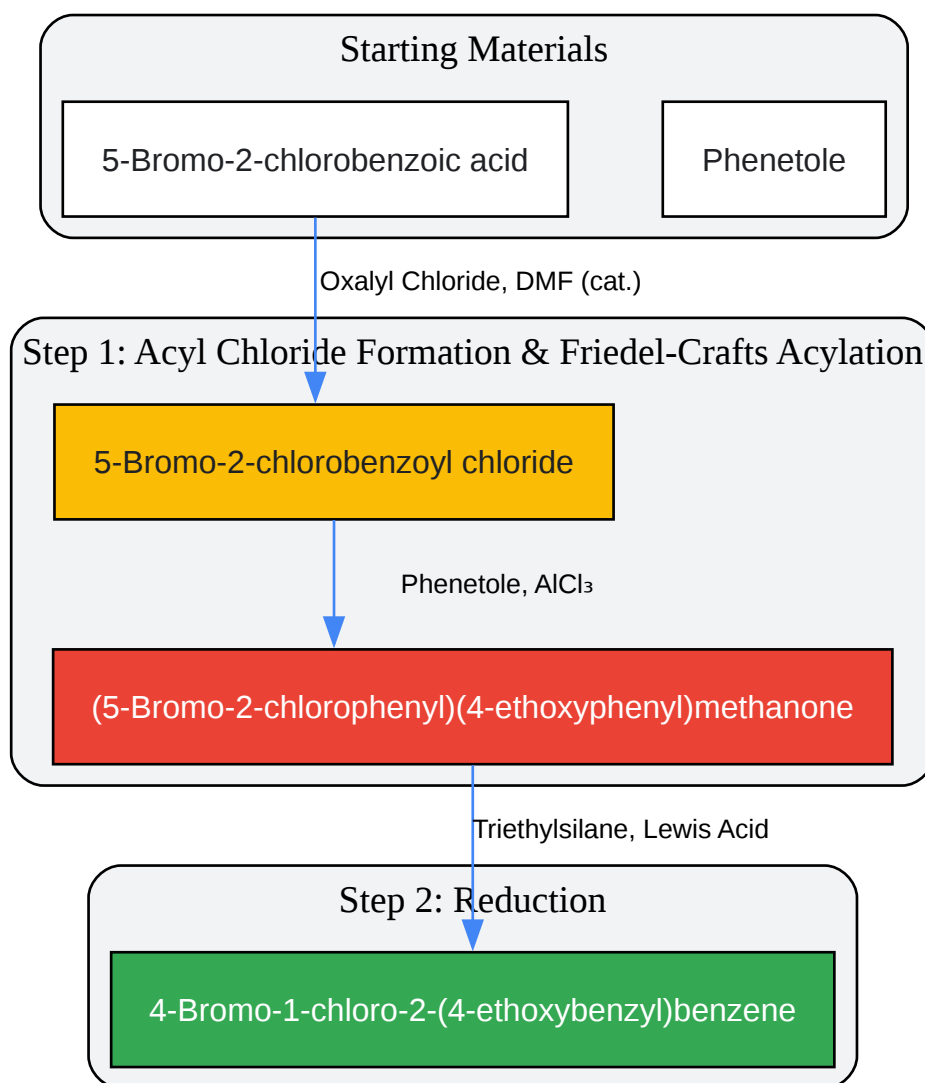 Starting Materials
5-Bromo-2-chlorobenzoic acid
Phenetole
Oxalyl Chloride, DMF (cat.)
Step 1: Acyl Chloride Formation & Friedel-Crafts Acylation
5-Bromo-2-chlorobenzoyl chloride
Phenetole, AlCl₃
(5-Bromo-2-chlorophenyl)(4-ethoxyphenyl)methanone
Triethylsilane, Lewis Acid
Step 2: Reduction
4-Bromo-1-chloro-2-(4-ethoxybenzyl)benzene